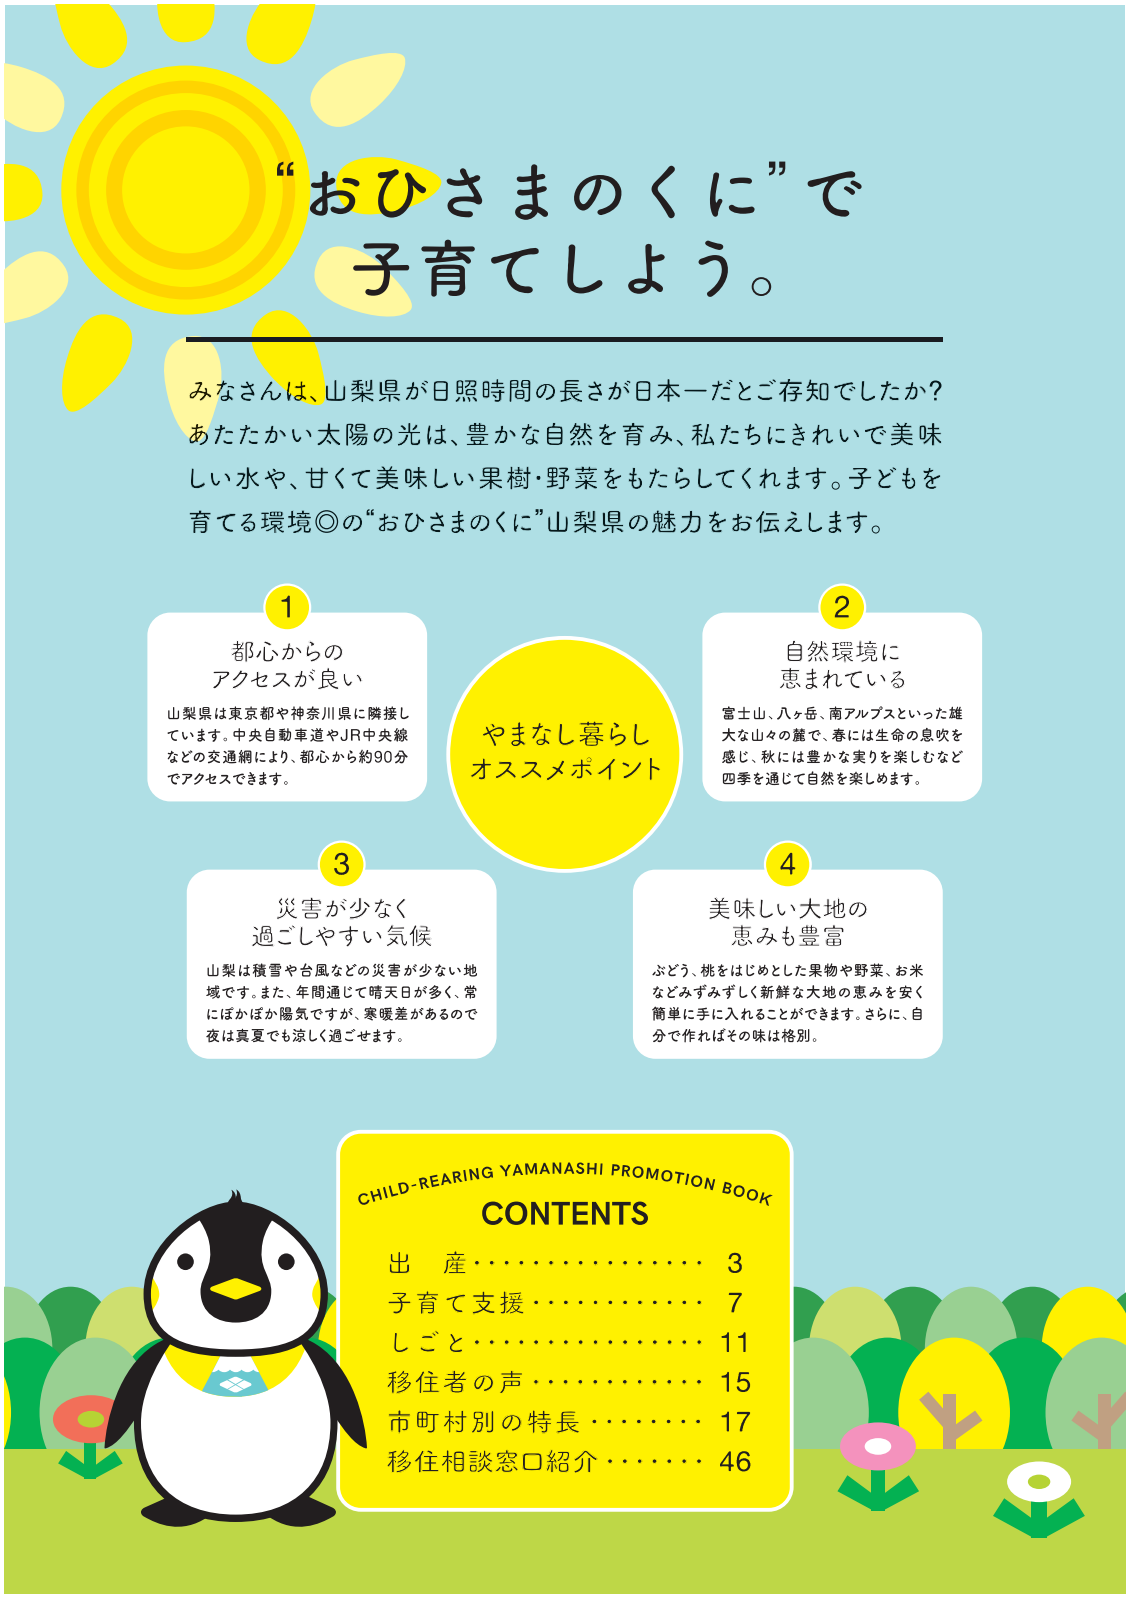 “おひさまのくに”で
子育てしよう。
みなさんは、山梨県が日照時間の長さが日本一だとご存知でしたか？
あたたかい太陽の光は、豊かな自然を育み、私たちにきれいで美味
しい水や、甘くて美味しい果樹・野菜をもたらしてくれます。子どもを
育てる環境◎の“おひさまのくに”山梨県の魅力をお伝えします。
1
都心からの
アクセスが良い
山梨県は東京都や神奈川県に隣接し
ています。中央自動車道やJR中央線
などの交通網により、都心から約90分
でアクセスできます。
やまなし暮らし
オススメポイント
2
自然環境に
恵まれている
富士山、八ヶ岳、南アルプスといった雄
大な山々の麓で、春には生命の息吹を
感じ、秋には豊かな実りを楽しむなど
四季を通じて自然を楽しめます。
3
災害が少なく
過ごしやすい気候
山梨は積雪や台風などの災害が少ない地
域です。また、年間通じて晴天日が多く、常
にぽかぽか陽気ですが、寒暖差があるので
夜は真夏でも涼しく過ごせます。
4
美味しい大地の
恵みも豊富
ぶどう、桃をはじめとした果物や野菜、お米
などみずみずしく新鮮な大地の恵みを安く
簡単に手に入れることができます。さらに、自
分で作ればその味は格別。
CHILD-REARING YAMANASHI PROMOTION BOOK
CONTENTS
出　産・・・・・・・・・・・・・・・・ 3
子育て支援・・・・・・・・・・・・ 7
しごと・・・・・・・・・・・・・・・・ 11
移住者の声・・・・・・・・・・・・ 15
市町村別の特長・・・・・・・・ 17
移住相談窓口紹介・・・・・・・ 46